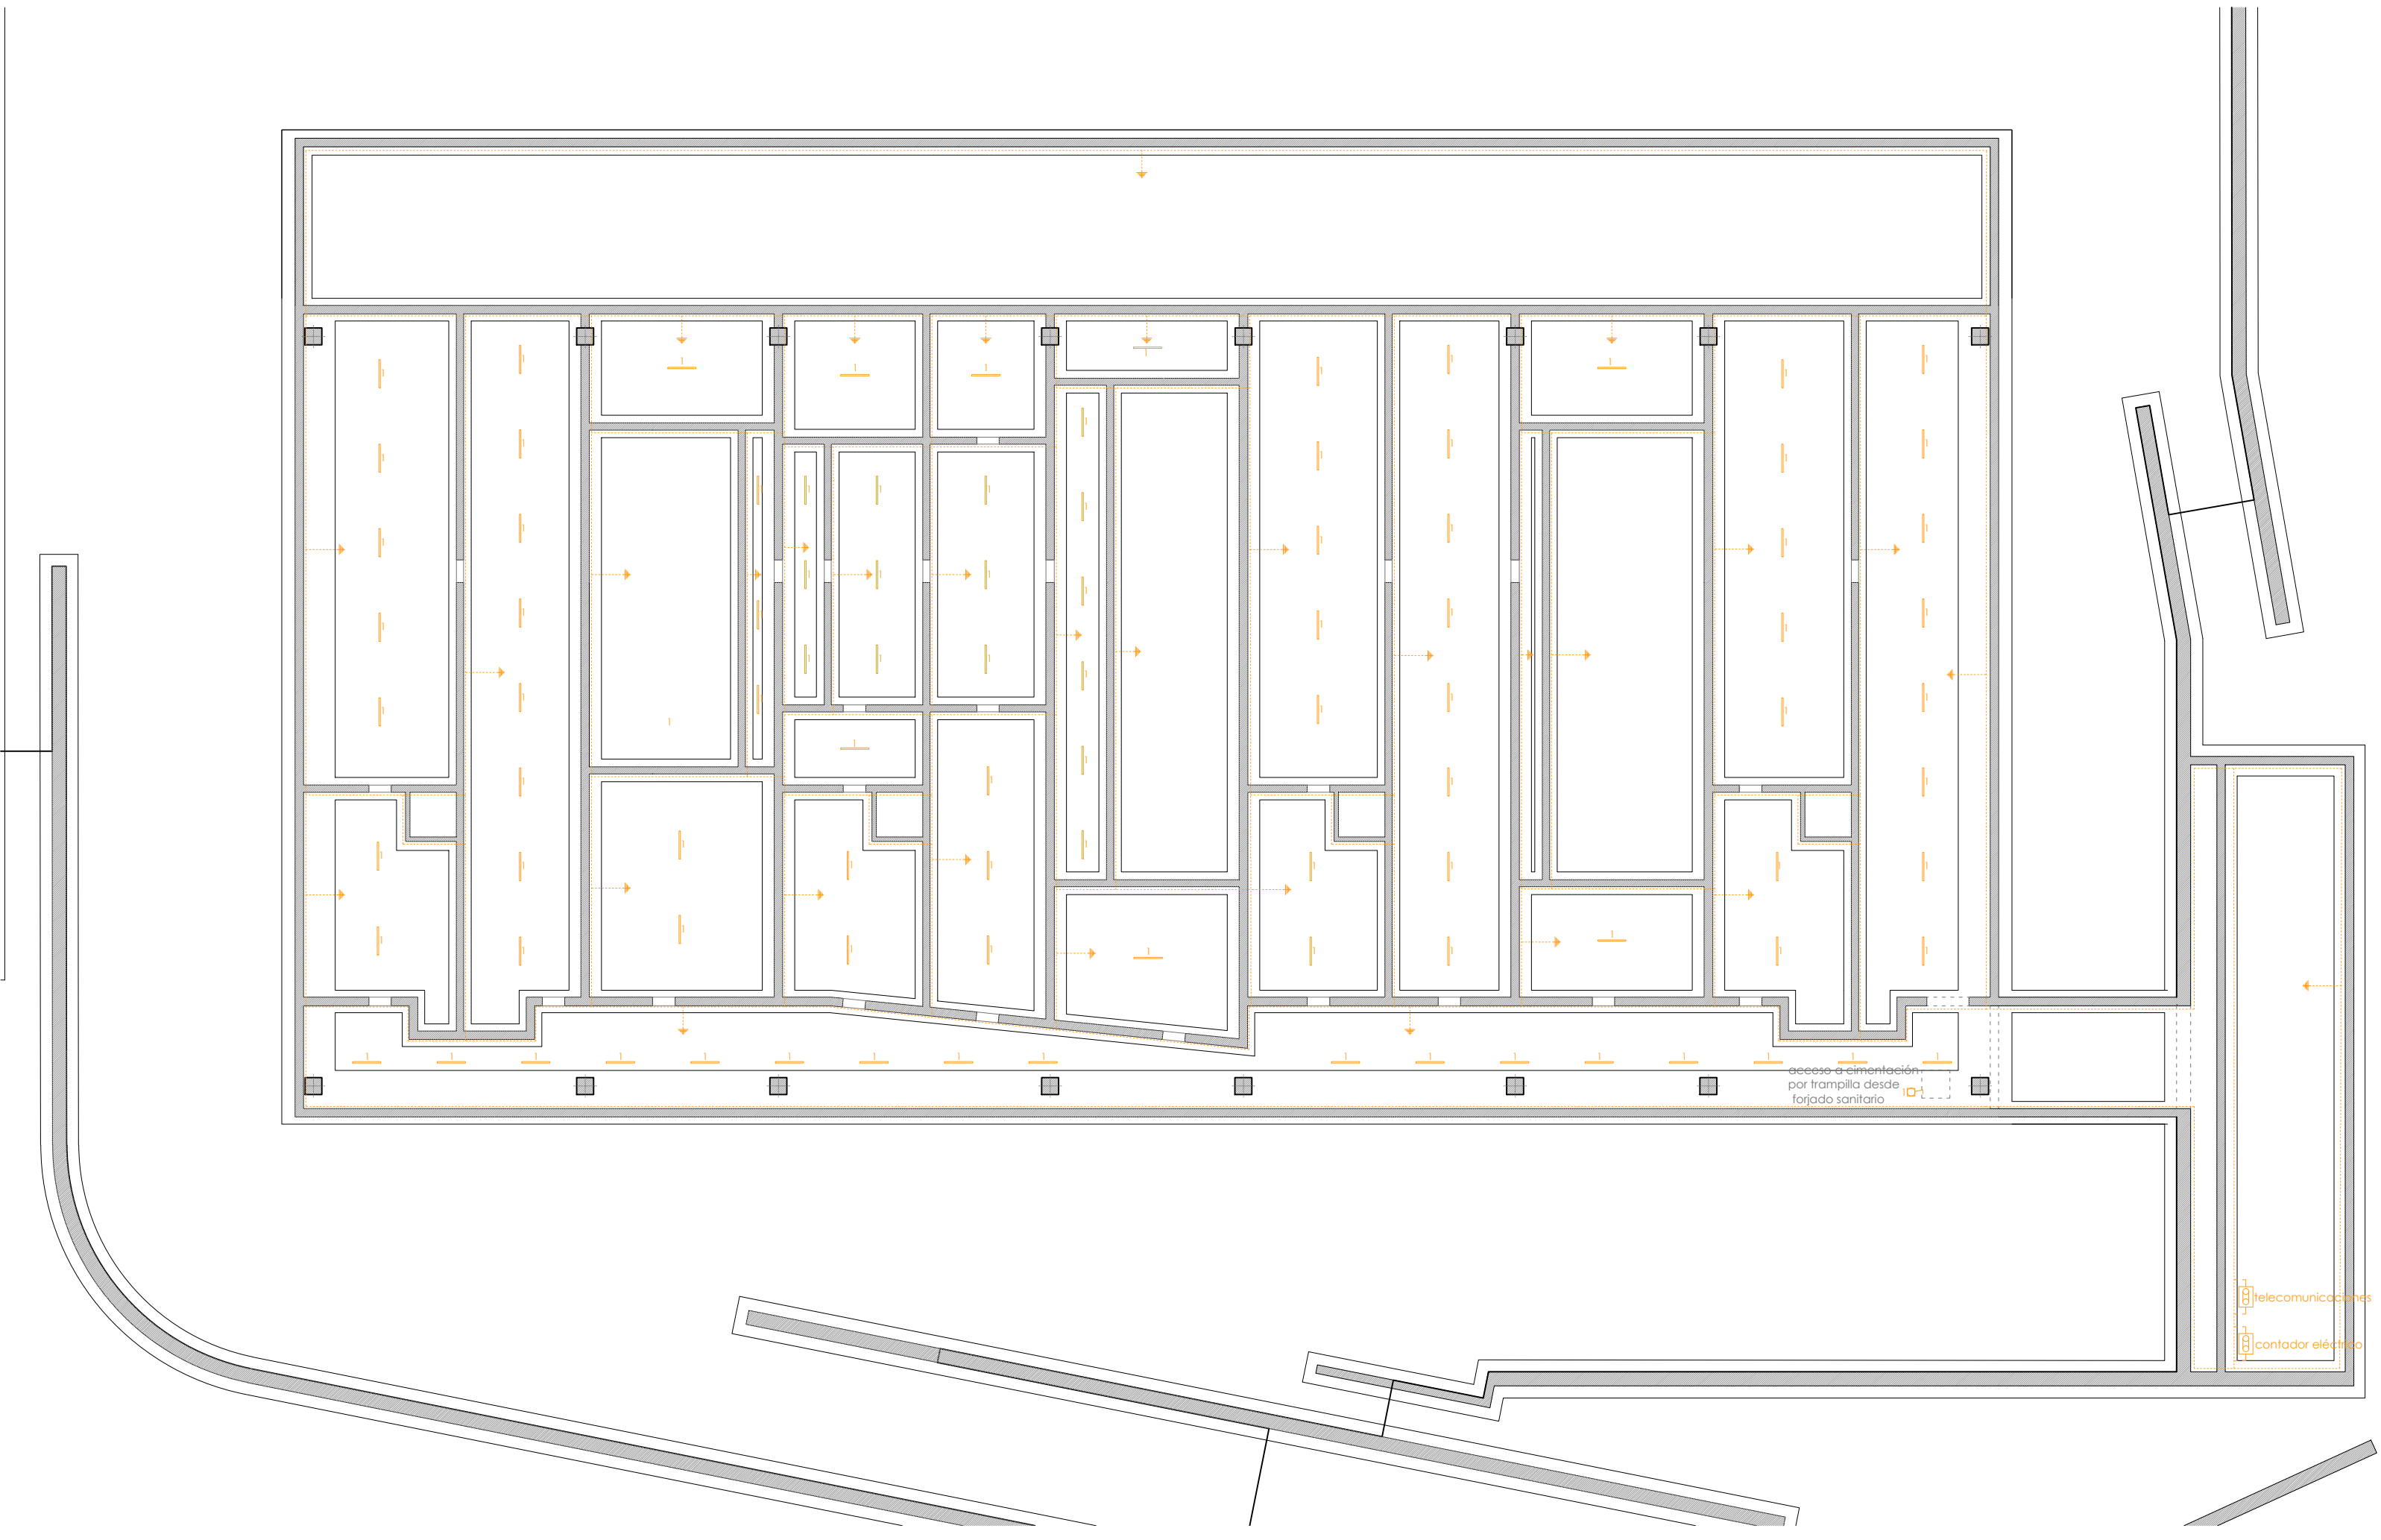 acceso a cimentación
por trampilla desde
forjado sanitario
telecomunicaciones
contador eléctrico